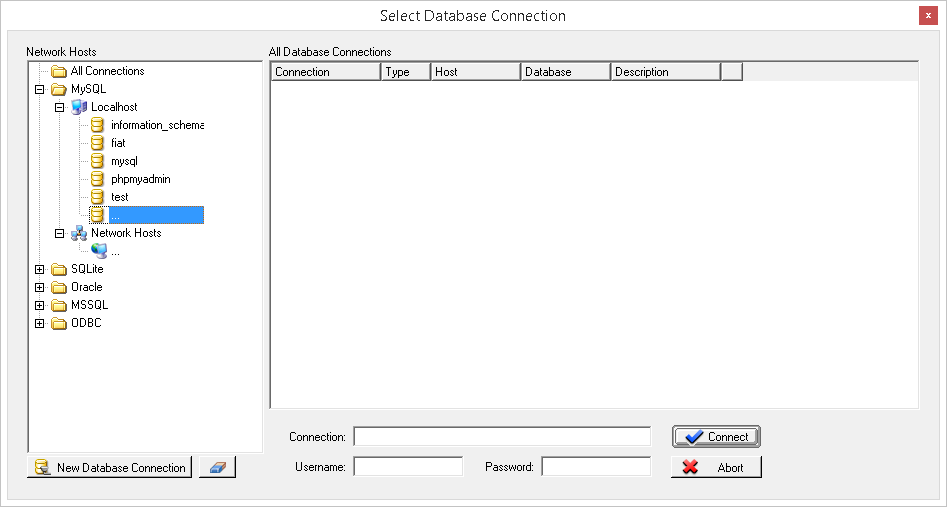 Select Database Connection
x
Network Hosts
All Connections
MySQL
Localhost
information_schema
fiat
mysql
phpmyadmin
test
...
Network Hosts
...
SQLite
Oracle
MSSQL
ODBC
New Database Connection
All Database Connections
Connection Type Host Database Description
Connection:
Connect
Username: Password:
Abort